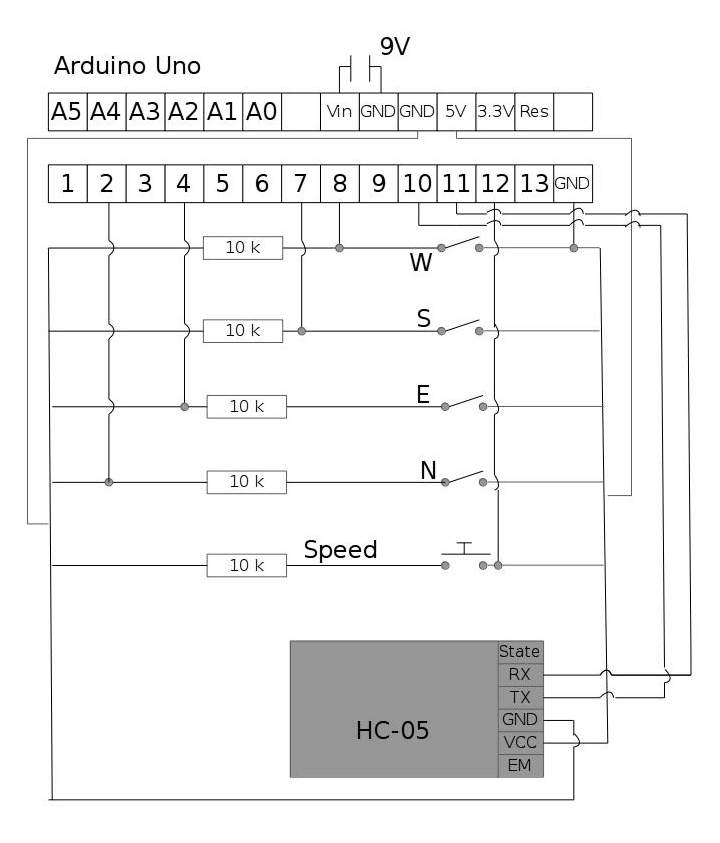 9V
Arduino Uno
A5 A4 A3 A2 A1 A0 Vin GND GND 5V 3.3V Res
1 2 3 4 5 6 7 8 9 10 11 12 13 GND
10 k
W
10 k
S
10 k
E
10 k
N
10 k
Speed
HC-05
State
RX
TX
GND
VCC
EM